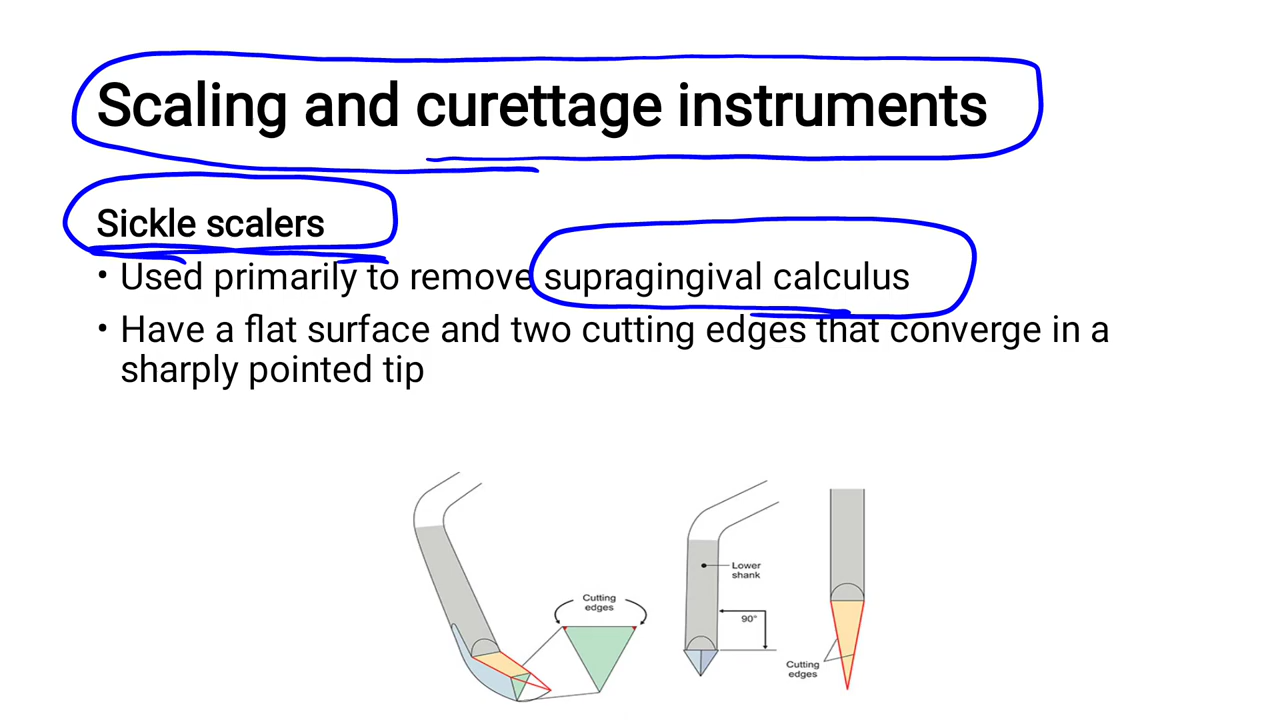 Scaling and curettage instruments
Sickle scalers
• Used primarily to remove supragingival calculus
• Have a flat surface and two cutting edges that converge in a
sharply pointed tip
Cutting
edges
Lower
shank
90°
Cutting
edges